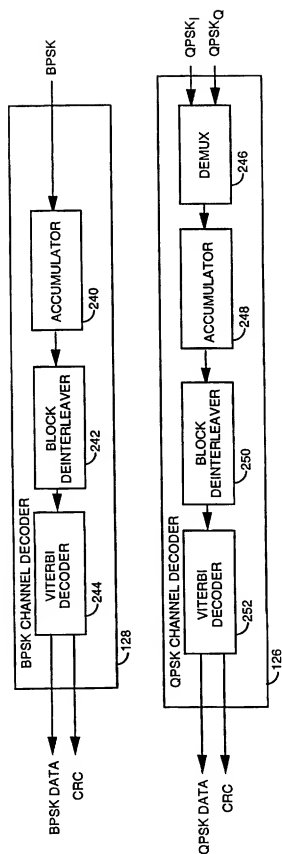 BPSK CHANNEL DECODER
BPSK
ACCUMULATOR
240
BLOCK
DEINTERLEAVER
242
VITERBI
DECODER
244
128
BPSK DATA
CRC
QPSK CHANNEL DECODER
QPSKI
QPSKQ
DEMUX
246
ACCUMULATOR
248
BLOCK
DEINTERLEAVER
250
VITERBI
DECODER
252
126
QPSK DATA
CRC